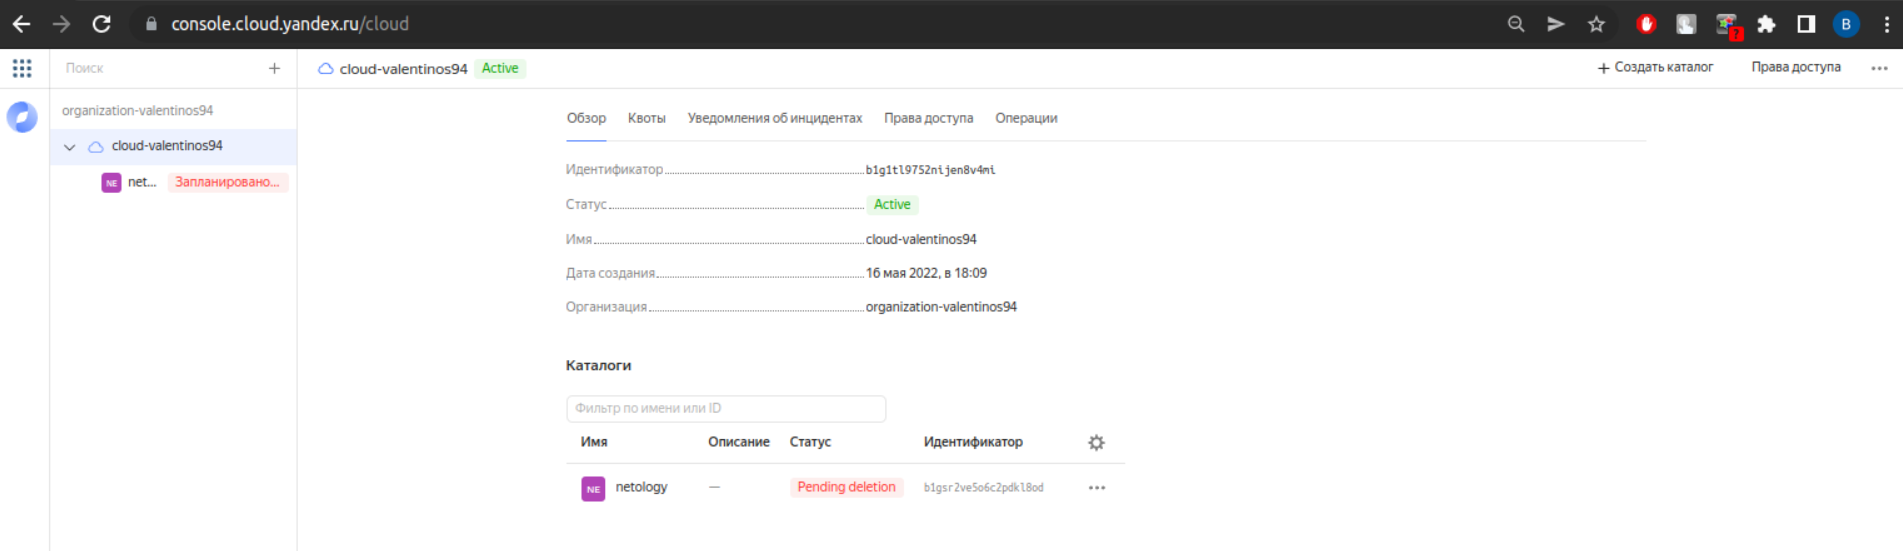 console.cloud.yandex.ru/cloud
?
B
Поиск +
cloud-valentinos94 Active
+ Создать каталог Права доступа ...
organization-valentinos94
cloud-valentinos94
NE net... Запланировано...
Обзор Квоты Уведомления об инцидентах Права доступа Операции
Идентификатор b1g1tl9752nijen8v4mi
Статус Active
Имя cloud-valentinos94
Дата создания 16 мая 2022, в 18:09
Организация organization-valentinos94
Каталоги
Фильтр по имени или ID
Имя Описание Статус Идентификатор
NE netology — Pending deletion b1gsr2ve5o6c2pdkl8od ...